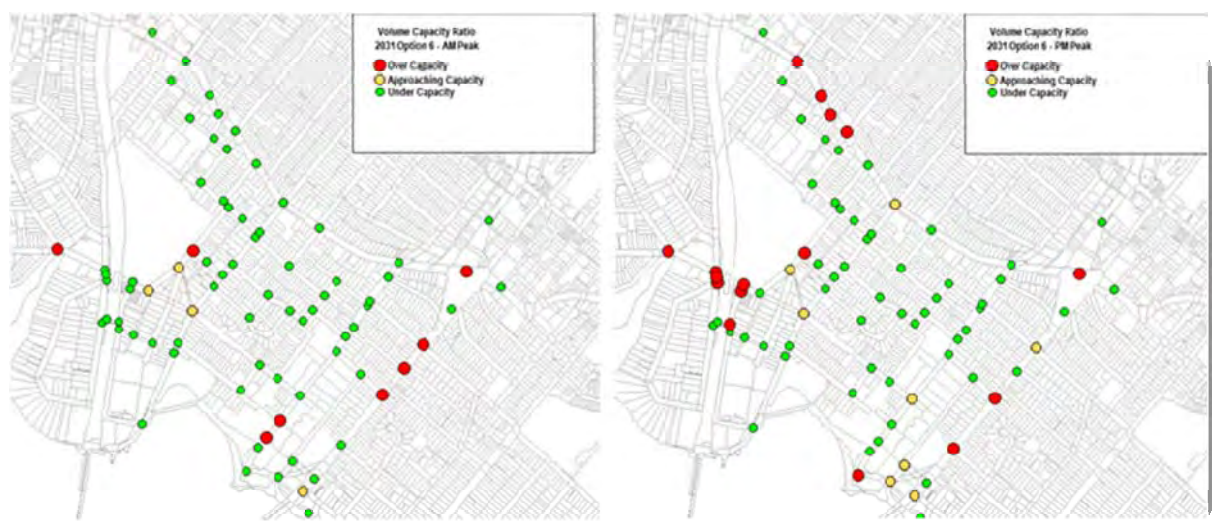 Volume Capacity Ratio
2031 Option 6 - AM Peak
Over Capacity
Approaching Capacity
Under Capacity
Volume Capacity Ratio
2031 Option 6 - PM Peak
Over Capacity
Approaching Capacity
Under Capacity